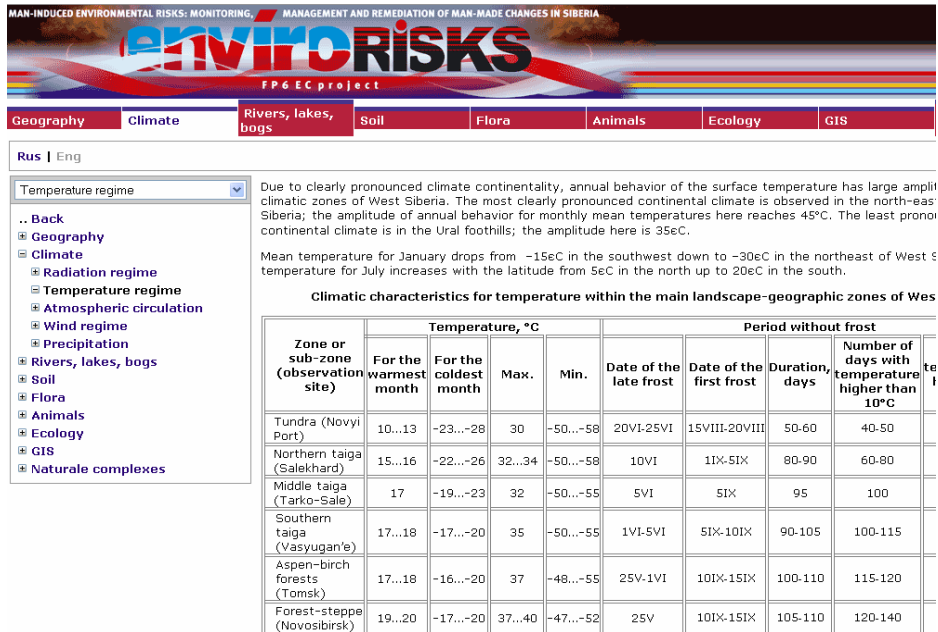 MAN-INDUCED ENVIRONMENTAL RISKS: MONITORING, MANAGEMENT AND REMEDIATION OF MAN-MADE CHANGES IN SIBERIA
enviroRISKS
FP6 EC project
Geography Climate Rivers, lakes, bogs Soil Flora Animals Ecology GIS
Rus | Eng
Temperature regime
.. Back
Geography
Climate
Radiation regime
Temperature regime
Atmospheric circulation
Wind regime
Precipitation
Rivers, lakes, bogs
Soil
Flora
Animals
Ecology
GIS
Naturale complexes
Due to clearly pronounced climate continentality, annual behavior of the surface temperature has large
climatic zones of West Siberia. The most clearly pronounced continental climate is observed in the
Siberia; the amplitude of annual behavior for monthly mean temperatures here reaches 45°C. The least
continental climate is in the Ural foothills; the amplitude here is 35єC.
Mean temperature for January drops from −15єC in the southwest down to −30єC in the northeast of West
temperature for July increases with the latitude from 5єC in the north up to 20єC in the south.
Climatic characteristics for temperature within the main landscape-geographic zones of
Zone or sub-zone (observation site) Temperature, °C Period without frost
For the warmest month For the coldest month Max. Min. Date of the late frost Date of the first frost Duration, days Number of days with temperature higher than 10°C
Tundra (Novyi Port) 10...13 −23...−28 30 −50...−58 20VI-25VI 15VIII-20VIII 50-60 40-50
Northern taiga (Salekhard) 15...16 −22...−26 32...34 −50...−58 10VI 1IX-5IX 80-90 60-80
Middle taiga (Tarko-Sale) 17 −19...−23 32 −50...−55 5VI 5IX 95 100
Southern taiga (Vasyugan'e) 17...18 −17...−20 35 −50...−55 1VI-5VI 5IX-10IX 90-105 100-115
Aspen-birch forests (Tomsk) 17...18 −16...−20 37 −48...−55 25V-1VI 10IX-15IX 100-110 115-120
Forest-steppe (Novosibirsk) 19...20 −17...−20 37...40 −47...−52 25V 10IX-15IX 105-110 120-140